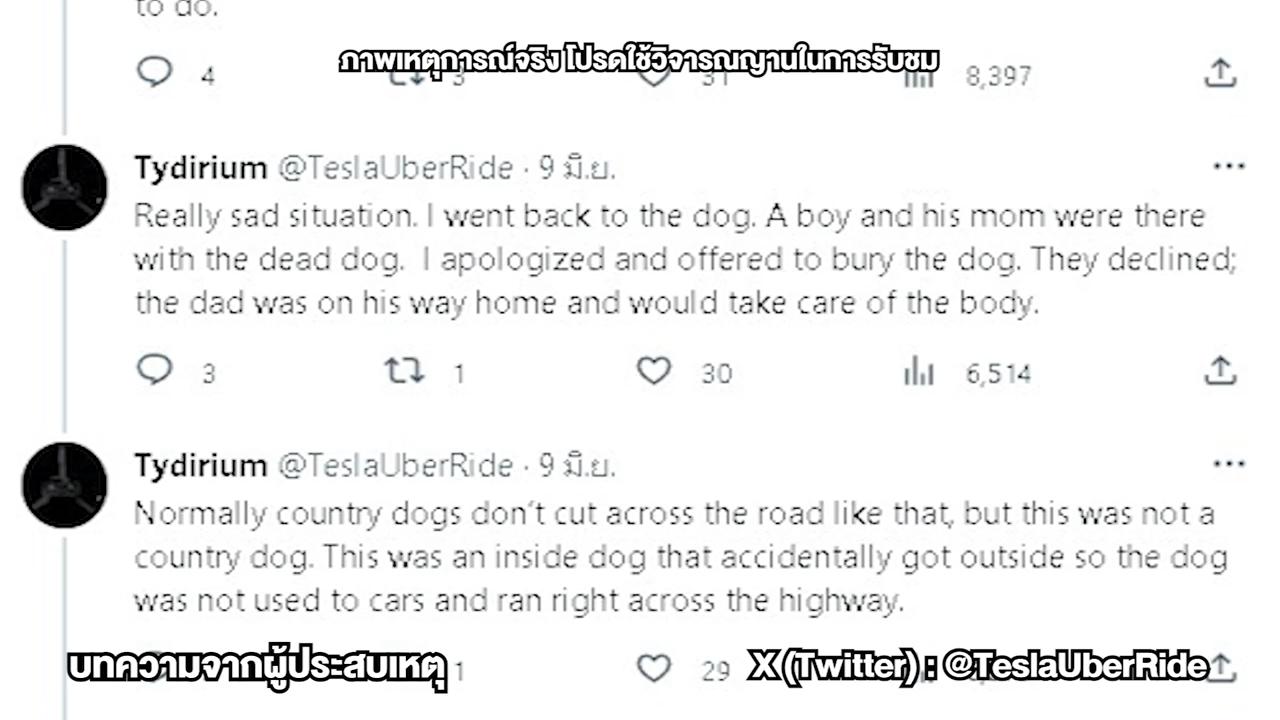 to do.
ภาพเหตุการณ์จริง โปรดใช้วิจารณญานในการรับชม
4 3 31 8,397
Tydirium @TeslaUberRide · 9 มิ.ย.
Really sad situation. I went back to the dog. A boy and his mom were there
with the dead dog. I apologized and offered to bury the dog. They declined;
the dad was on his way home and would take care of the body.
3 1 30 6,514
Tydirium @TeslaUberRide · 9 มิ.ย.
Normally country dogs don't cut across the road like that, but this was not a
country dog. This was an inside dog that accidentally got outside so the dog
was not used to cars and ran right across the highway.
บทความจากผู้ประสบเหตุ 1 29 X (Twitter) : @TeslaUberRide